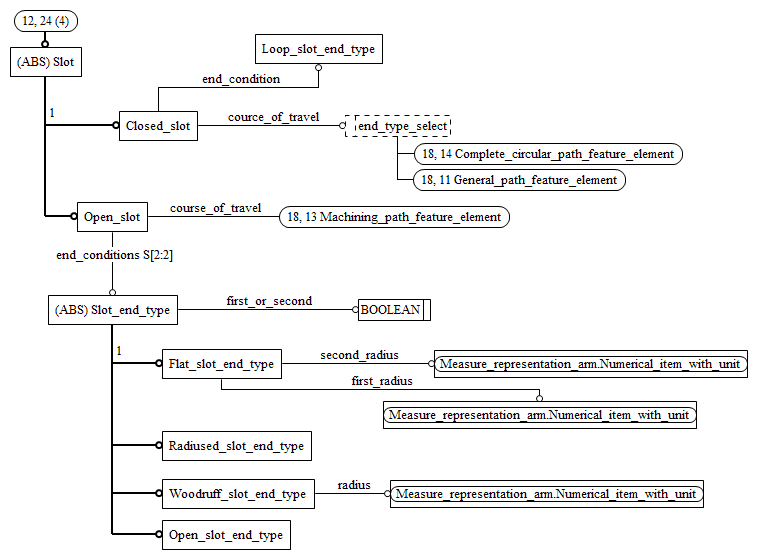 12, 24 (4)
(ABS) Slot
Loop_slot_end_type
end_condition
1
Closed_slot
cource_of_travel
end_type_select
18, 14 Complete_circular_path_feature_element
18, 11 General_path_feature_element
Open_slot
course_of_travel
18, 13 Machining_path_feature_element
end_conditions S[2:2]
(ABS) Slot_end_type
first_or_second
BOOLEAN
1
Flat_slot_end_type
second_radius
Measure_representation_arm.Numerical_item_with_unit
first_radius
Measure_representation_arm.Numerical_item_with_unit
Radiused_slot_end_type
Woodruff_slot_end_type
radius
Measure_representation_arm.Numerical_item_with_unit
Open_slot_end_type